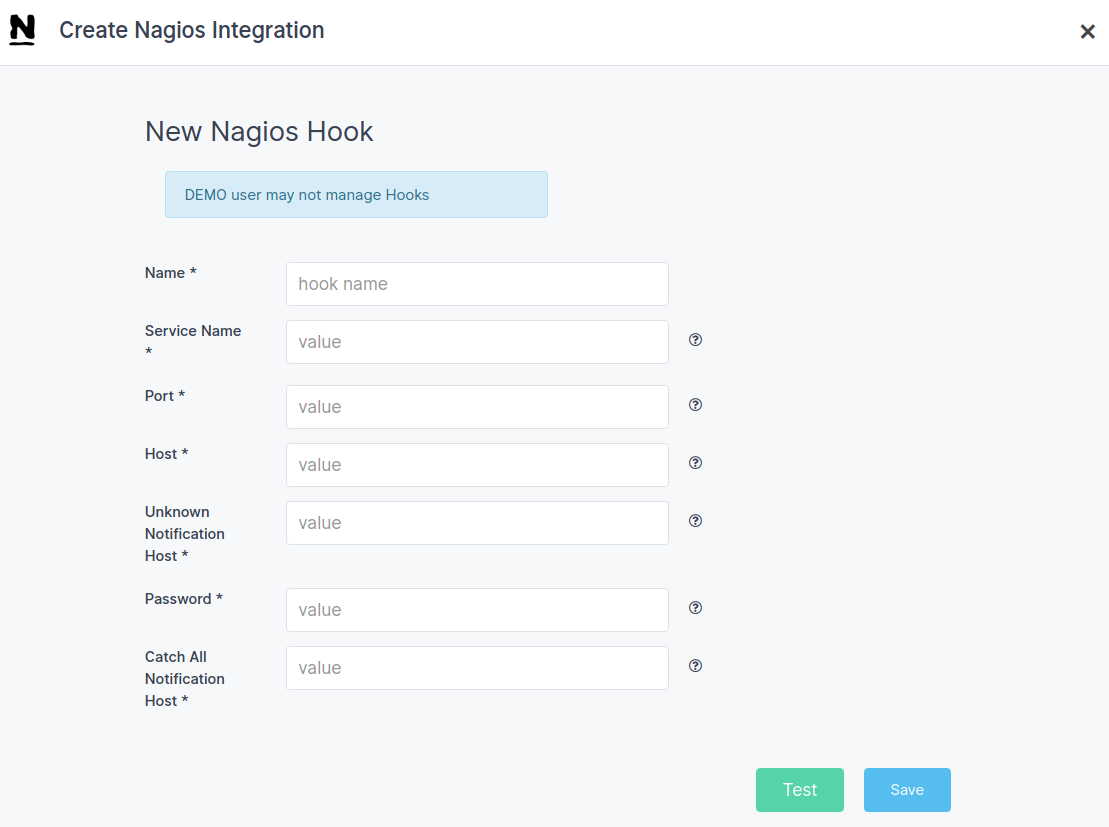 N Create Nagios Integration ×
New Nagios Hook
DEMO user may not manage Hooks
Name * hook name
Service Name
* value
Port * value
Host * value
Unknown
Notification
Host * value
Password * value
Catch All
Notification
Host * value
Test Save